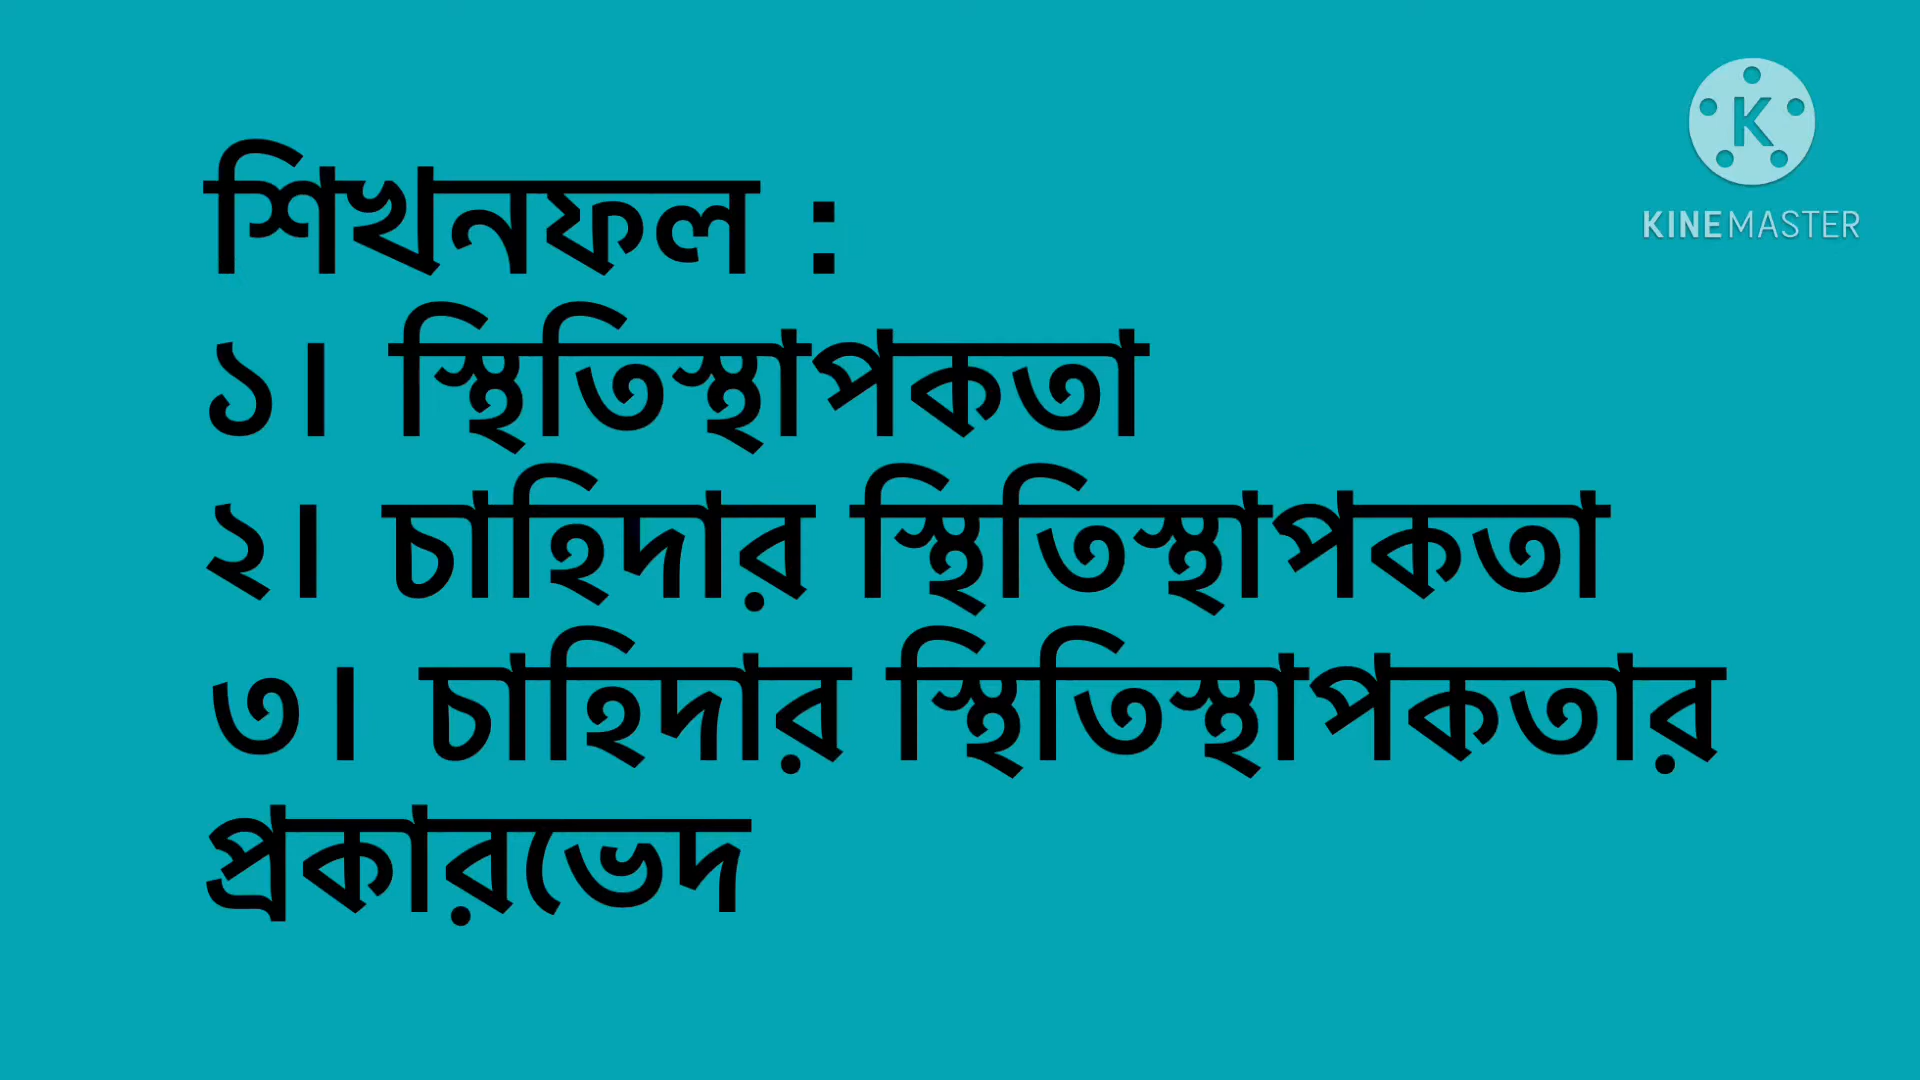 শিখনফল :
১। স্থিতিস্থাপকতা
২। চাহিদার স্থিতিস্থাপকতা
৩। চাহিদার স্থিতিস্থাপকতার
প্রকারভেদ
K
KINEMASTER